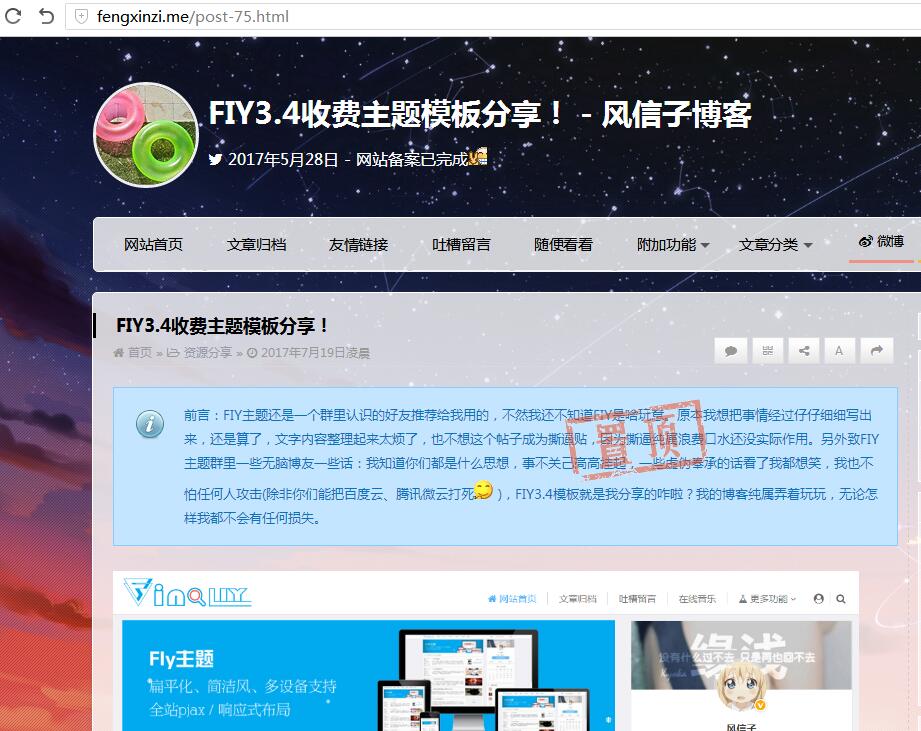 fengxinzi.me/post-75.html
FIY3.4收费主题模板分享！ - 风信子博客
2017年5月28日 - 网站备案已完成
网站首页 文章归档 友情链接 吐槽留言 随便看看 附加功能 文章分类 微博
FIY3.4收费主题模板分享！
首页 » 资源分享 » 2017年7月19日凌晨
A
前言：FIY主题还是一个群里认识的好友推荐给我用的，不然我还不知道FIY是啥玩意。原本我想把事情经过仔仔细细写出
来，还是算了，文字内容整理起来太烦了，也不想这个帖子成为撕逼贴，因为撕逼纯属浪费口水还没实际作用。另外致FIY
主题群里一些无脑博友一些话：我知道你们都是什么思想，事不关己高高挂起，一些虚伪奉承的话看了我都想笑，我也不
怕任何人攻击(除非你们能把百度云、腾讯微云打死 )，FIY3.4模板就是我分享的咋啦？我的博客纯属弄着玩玩，无论怎
样我都不会有任何损失。
置顶
网站首页 文章归档 吐槽留言 在线音乐 更多功能
Fly主题
扁平化、简洁风、多设备支持
全站pjax / 响应式布局
缘浅
没有什么过不去 只是再也回不去
风信子